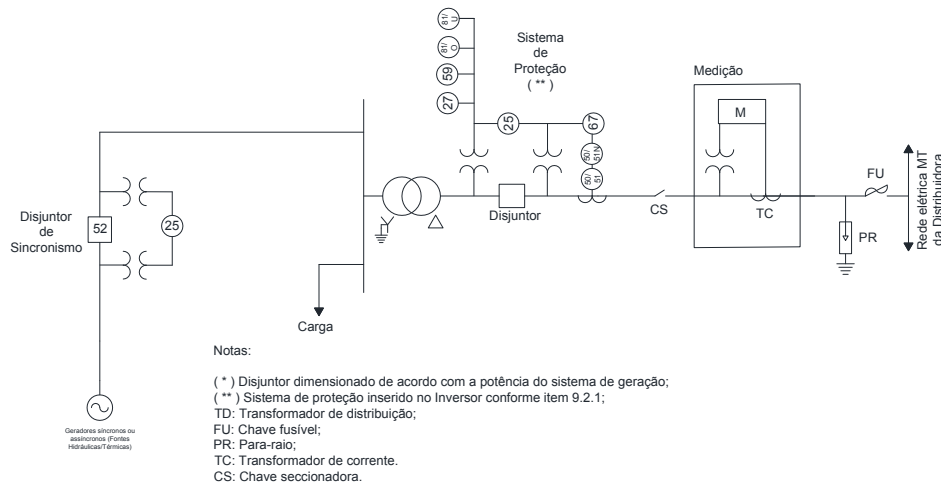 81/
U
81/
O
59
27
Sistema
de
Proteção
( ** )
25
67
50/
51N
50/
51
Medição
M
TC
FU
PR
CS
Rede elétrica MT
da Distribuidora
Disjuntor
Disjuntor
de
Sincronismo
52
25
Carga
Geradores síncronos ou
assíncronos (Fontes
Hidráulicas/Térmicas)
Notas:
( * ) Disjuntor dimensionado de acordo com a potência do sistema de geração;
( ** ) Sistema de proteção inserido no Inversor conforme item 9.2.1;
TD: Transformador de distribuição;
FU: Chave fusível;
PR: Para-raio;
TC: Transformador de corrente.
CS: Chave seccionadora.